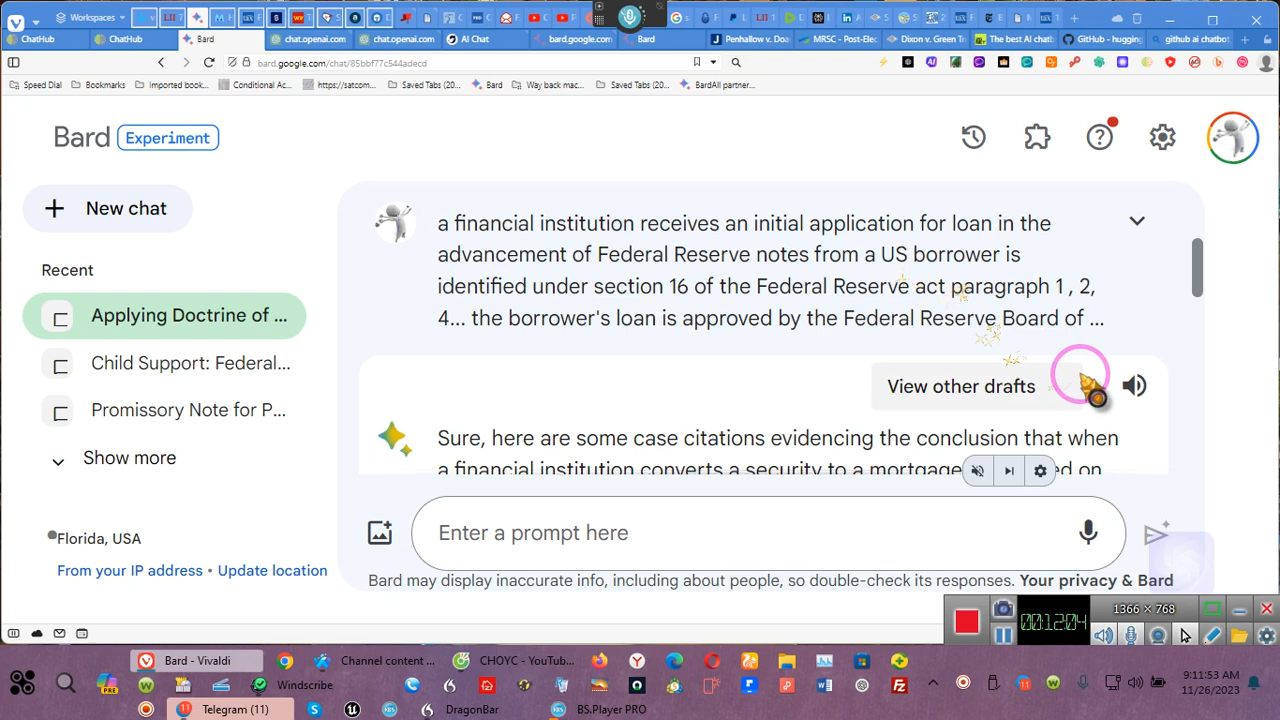 Workspaces
ChatHub
ChatHub
Bard
chat.openai.com
chat.openai.com
AI Chat
bard.google.com
Bard
Penhallow v. Doa
MRSC - Post-Elec
Dixon v. Green Tr
The best AI chatb
GitHub - hugging
github ai chatbot
bard.google.com/chat/85bbf77c544adecd
Speed Dial
Bookmarks
Imported book...
Conditional Ac...
https://satcom...
Saved Tabs (20...
Bard
Way back mac...
Saved Tabs (20...
BardAll partner...
Bard
Experiment
New chat
Recent
Applying Doctrine of ...
Child Support: Federal...
Promissory Note for P...
Show more
Florida, USA
From your IP address • Update location
a financial institution receives an initial application for loan in the
advancement of Federal Reserve notes from a US borrower is
identified under section 16 of the Federal Reserve act paragraph 1 , 2,
4... the borrower's loan is approved by the Federal Reserve Board of ...
View other drafts
Sure, here are some case citations evidencing the conclusion that when
a financial institution converts a security to a mortgage
Enter a prompt here
Bard may display inaccurate info, including about people, so double-check its responses. Your privacy & Bard
00:12:04
1366 × 768
Bard - Vivaldi
Channel content ...
CHOYC - YouTub...
Windscribe
Telegram (11)
DragonBar
BS.Player PRO
9:11:53 AM
11/26/2023